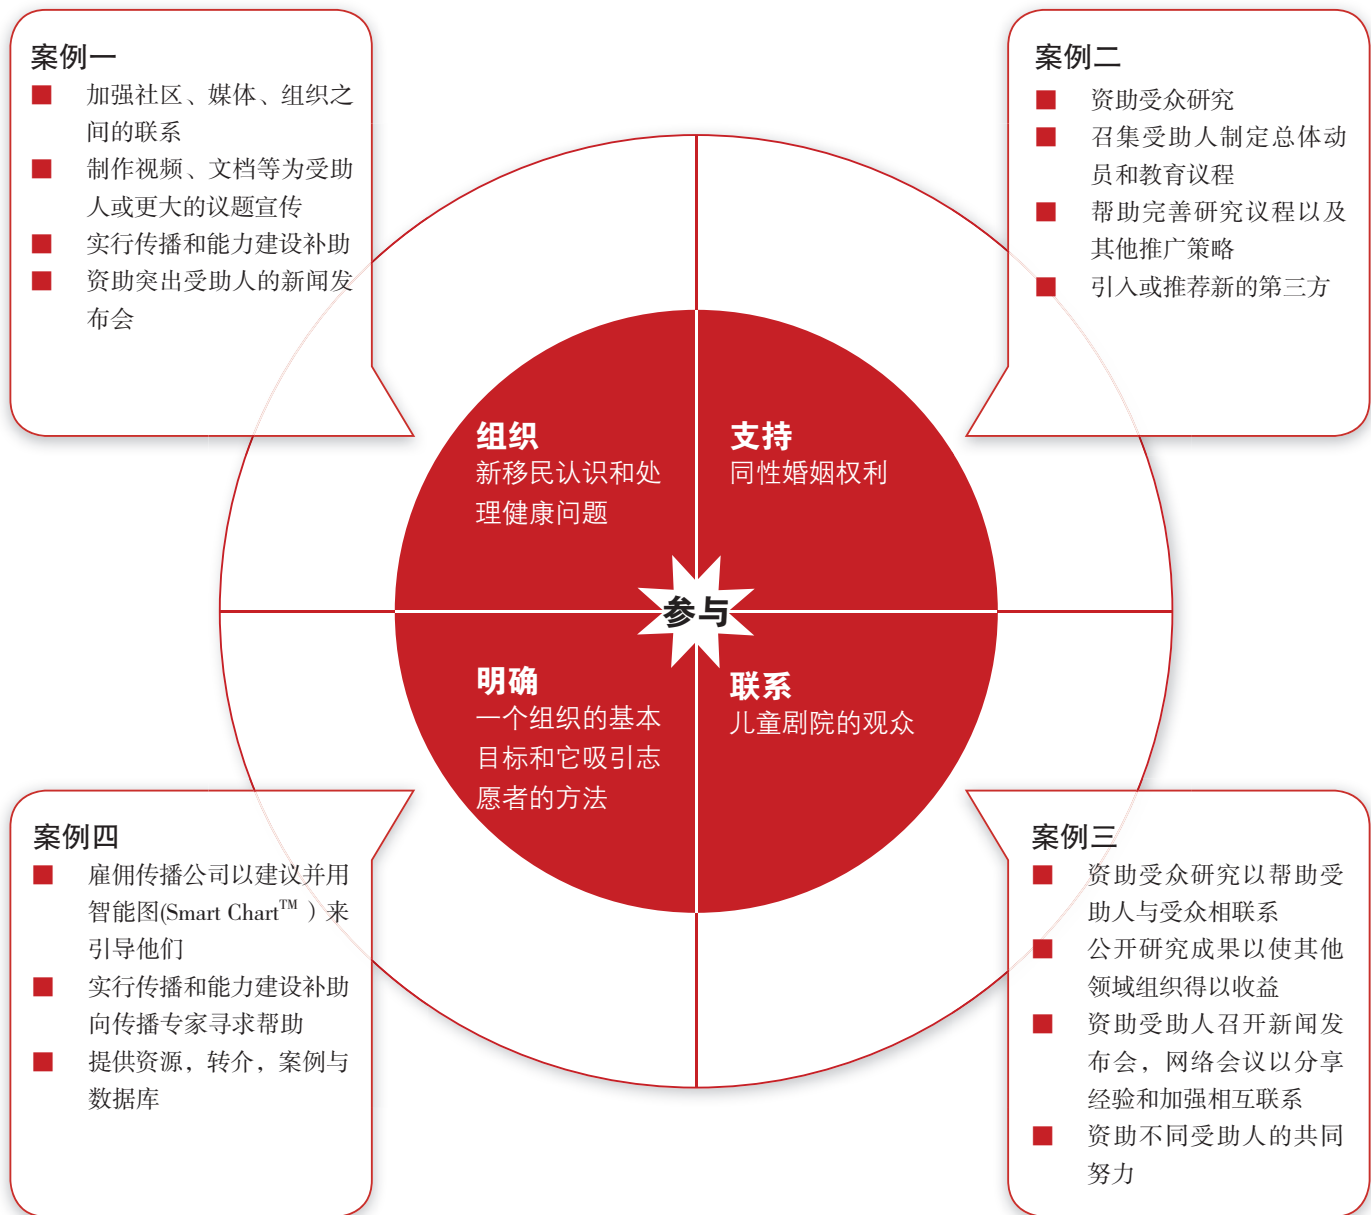 案例一
■ 加强社区、媒体、组织之
间的联系
■ 制作视频、文档等为受助
人或更大的议题宣传
■ 实行传播和能力建设补助
■ 资助突出受助人的新闻发
布会
案例二
■ 资助受众研究
■ 召集受助人制定总体动
员和教育议程
■ 帮助完善研究议程以及
其他推广策略
■ 引入或推荐新的第三方
组织
新移民认识和处
理健康问题
支持
同性婚姻权利
参与
明确
一个组织的基本
目标和它吸引志
愿者的方法
联系
儿童剧院的观众
案例四
■ 雇佣传播公司以建议并用
智能图(Smart Chart™ ）来
引导他们
■ 实行传播和能力建设补助
向传播专家寻求帮助
■ 提供资源，转介，案例与
数据库
案例三
■ 资助受众研究以帮助受
助人与受众相联系
■ 公开研究成果以使其他
领域组织得以收益
■ 资助受助人召开新闻发
布会，网络会议以分享
经验和加强相互联系
■ 资助不同受助人的共同
努力